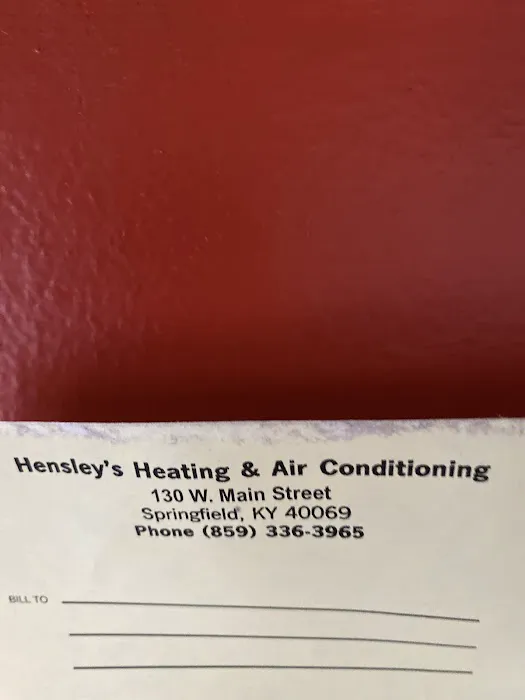 Hensley's Heating & Air Conditioning
130 W. Main Street
Springfield, KY 40069
Phone (859) 336-3965
BILL TO